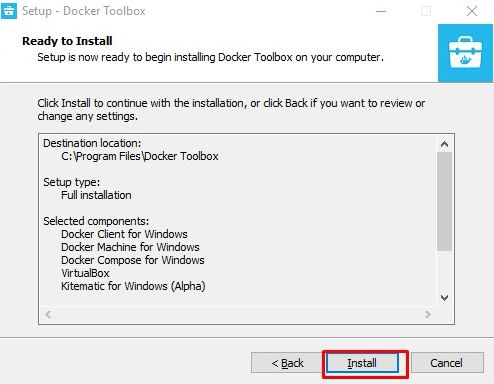 Setup - Docker Toolbox
Ready to Install
Setup is now ready to begin installing Docker Toolbox on your computer.
Click Install to continue with the installation, or click Back if you want to review or
change any settings.
Destination location:
C:\Program Files\Docker Toolbox
Setup type:
Full installation
Selected components:
Docker Client for Windows
Docker Machine for Windows
Docker Compose for Windows
VirtualBox
Kitematic for Windows (Alpha)
< Back Install Cancel